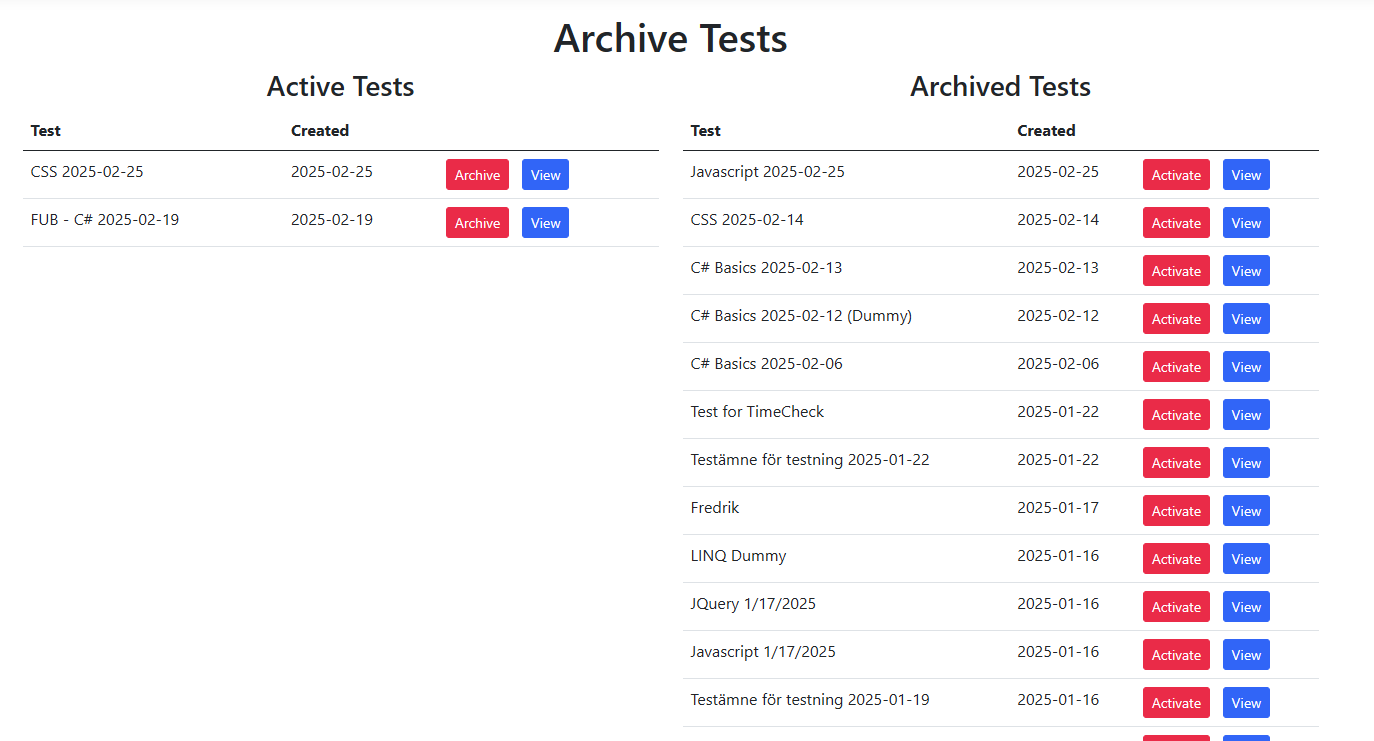 Archive Tests
Active Tests
Test Created
CSS 2025-02-25 2025-02-25 Archive View
FUB - C# 2025-02-19 2025-02-19 Archive View
Archived Tests
Test Created
Javascript 2025-02-25 2025-02-25 Activate View
CSS 2025-02-14 2025-02-14 Activate View
C# Basics 2025-02-13 2025-02-13 Activate View
C# Basics 2025-02-12 (Dummy) 2025-02-12 Activate View
C# Basics 2025-02-06 2025-02-06 Activate View
Test for TimeCheck 2025-01-22 Activate View
Testämne för testning 2025-01-22 2025-01-22 Activate View
Fredrik 2025-01-17 Activate View
LINQ Dummy 2025-01-16 Activate View
JQuery 1/17/2025 2025-01-16 Activate View
Javascript 1/17/2025 2025-01-16 Activate View
Testämne för testning 2025-01-19 2025-01-16 Activate View